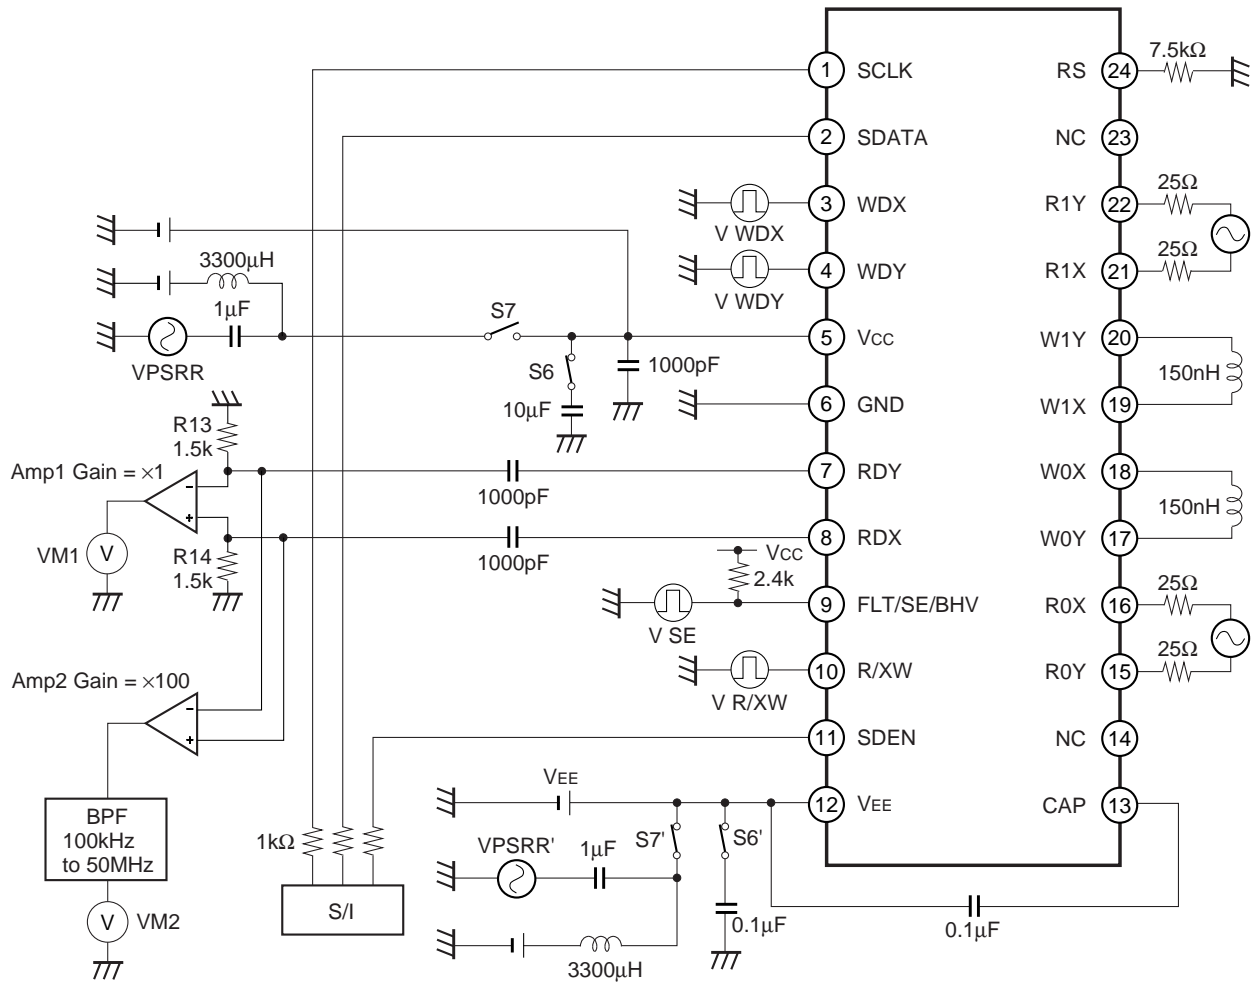 1 SCLK
RS 24
7.5kΩ
2 SDATA
NC 23
3 WDX
V WDX
R1Y 22
25Ω
4 WDY
V WDY
R1X 21
25Ω
3300μH
1μF
VPSRR
S7
S6
10μF
1000pF
5 VCC
W1Y 20
150nH
6 GND
W1X 19
R13
1.5k
Amp1 Gain = ×1
1000pF
7 RDY
W0X 18
150nH
VM1
V
R14
1.5k
1000pF
8 RDX
W0Y 17
VCC
2.4k
V SE
9 FLT/SE/BHV
R0X 16
25Ω
V R/XW
10 R/XW
R0Y 15
25Ω
Amp2 Gain = ×100
11 SDEN
NC 14
VEE
12 VEE
CAP 13
BPF
100kHz
to 50MHz
1kΩ
S/I
V
VM2
S7'
S6'
VPSRR'
1μF
0.1μF
3300μH
0.1μF
-
+
-
+